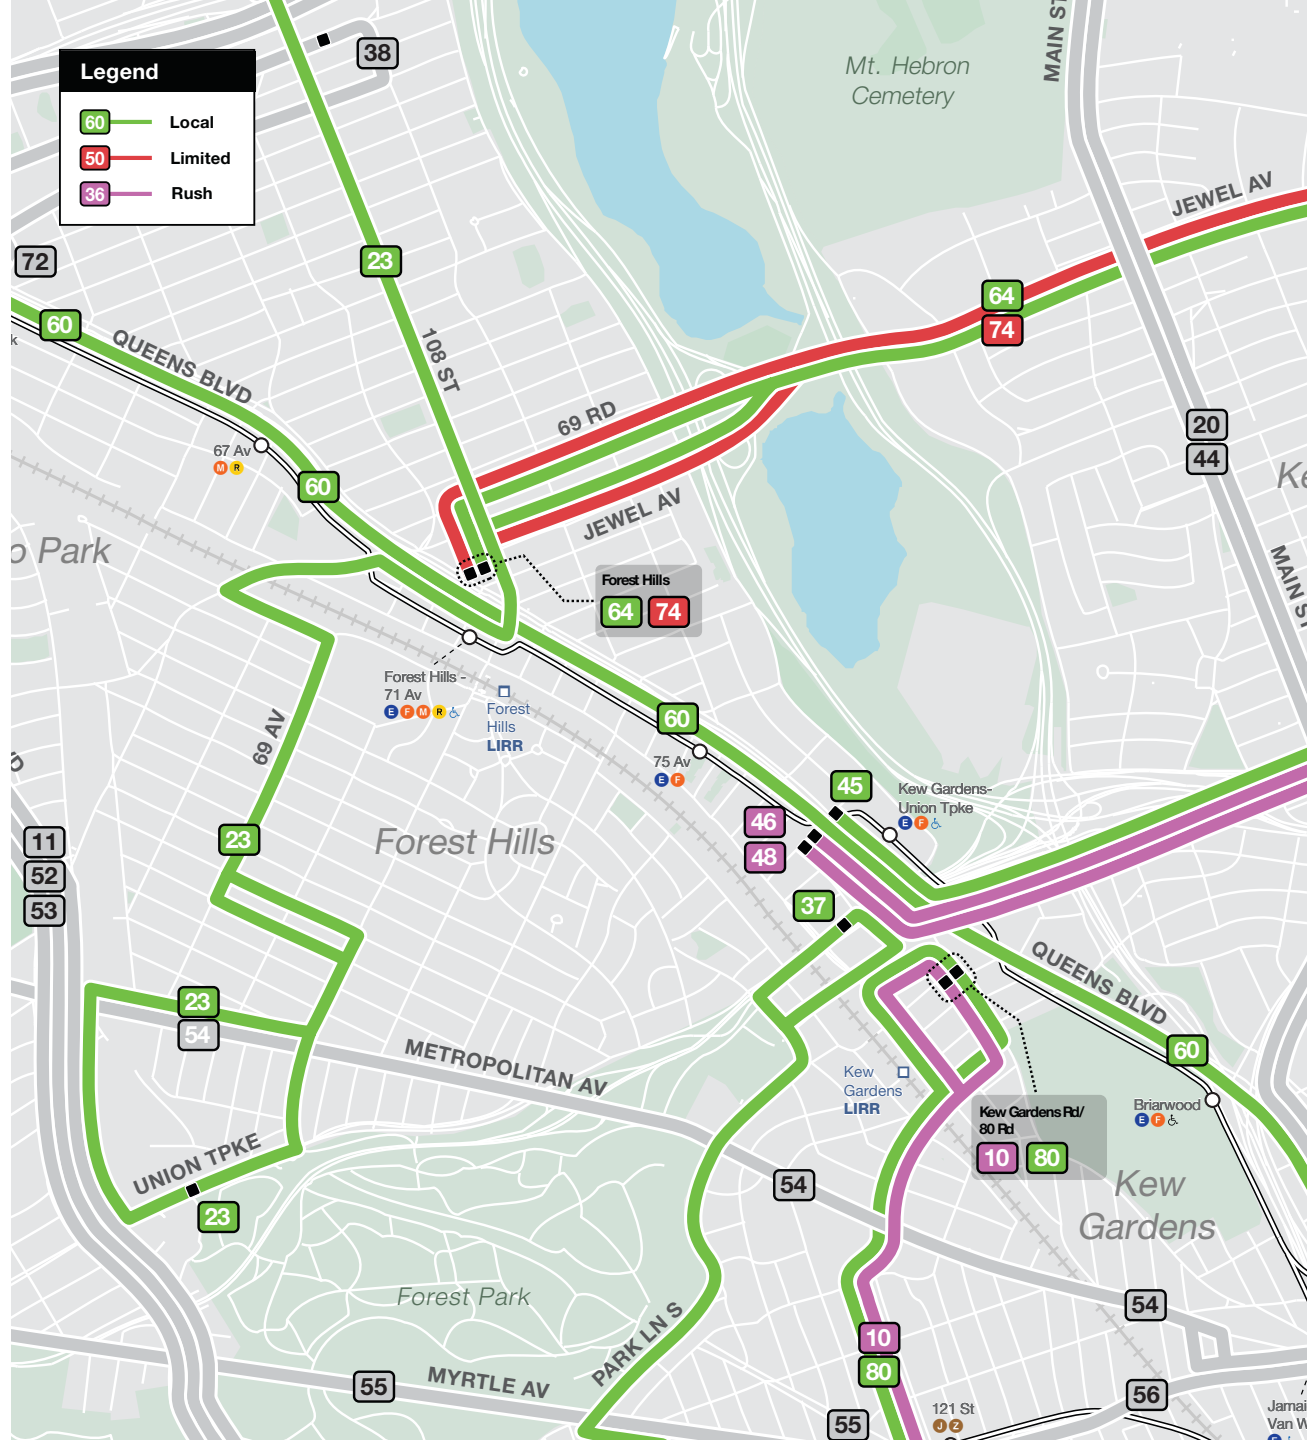 Legend
60 Local
50 Limited
36 Rush
38
Mt. Hebron
Cemetery
MAIN ST
JEWEL AV
72
23
60
QUEENS BLVD
108 ST
64
74
67 Av
M R
60
69 RD
JEWEL AV
20
44
o Park
MAIN ST
Forest Hills
64 74
Forest Hills -
71 Av
E F M R
Forest
Hills
LIRR
69 AV
60
75 Av
E F
45
Kew Gardens-
Union Tpke
E F
46
48
11
52
53
23
Forest Hills
37
QUEENS BLVD
23
54
METROPOLITAN AV
60
Kew
Gardens
LIRR
Kew Gardens Rd/
80 Rd
10 80
Briarwood
E F
UNION TPKE
23
54
Kew
Gardens
Forest Park
PARK LN S
54
10
80
55
MYRTLE AV
56
55
121 St
J Z
Jamai
Van W
E